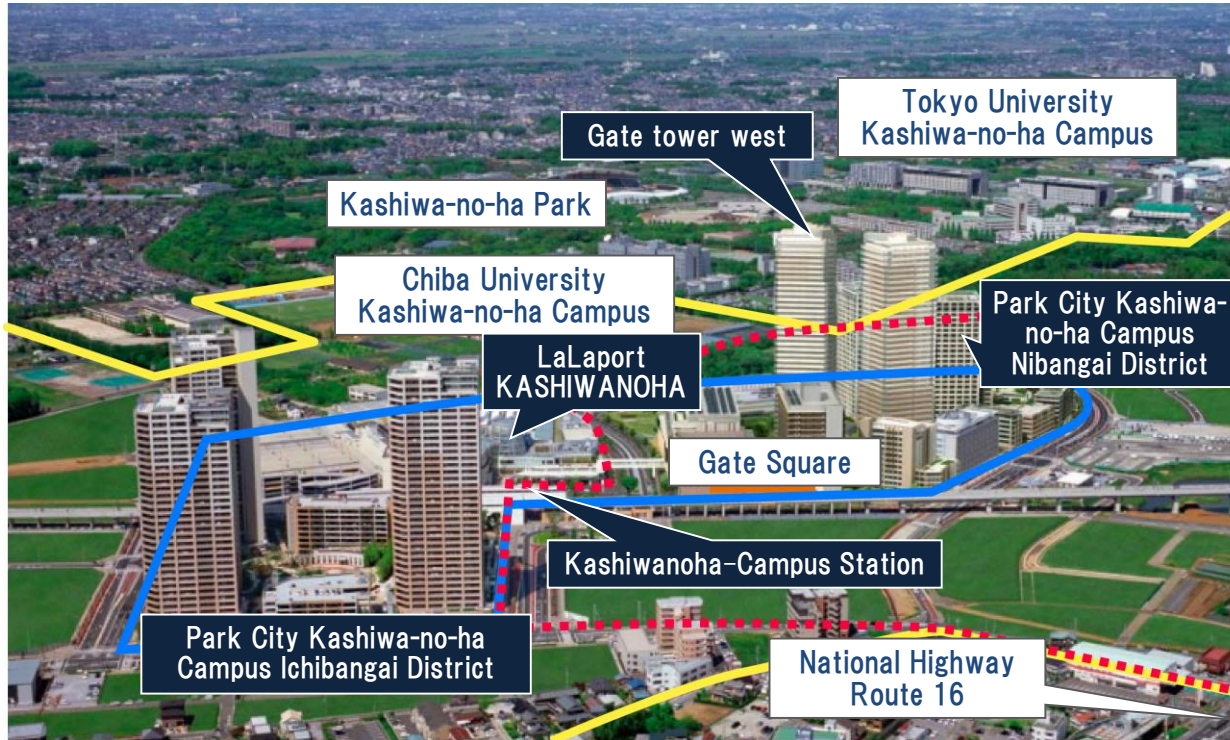 Tokyo University
Kashiwa-no-ha Campus
Gate tower west
Kashiwa-no-ha Park
Chiba University
Kashiwa-no-ha Campus
Park City Kashiwa-
no-ha Campus
Nibangai District
LaLaport
KASHIWANOHA
Gate Square
Kashiwanoha-Campus Station
Park City Kashiwa-no-ha
Campus Ichibangai District
National Highway
Route 16